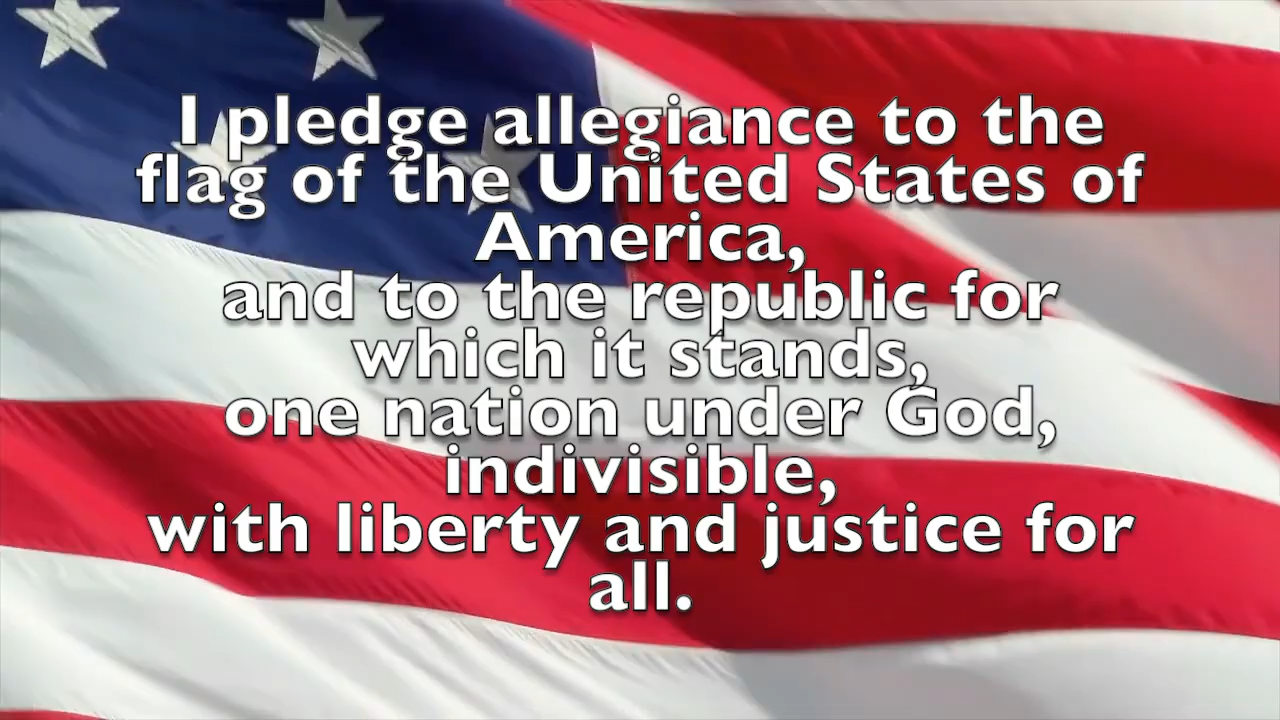 I pledge allegiance to the
flag of the United States of
America,
and to the republic for
which it stands,
one nation under God,
indivisible,
with liberty and justice for
all.